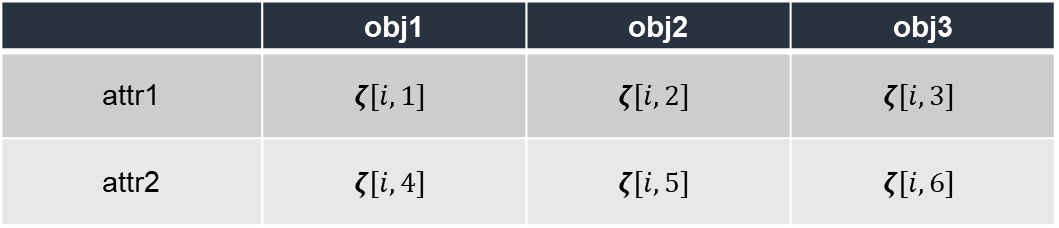 obj1 obj2 obj3
attr1 ζ[i, 1] ζ[i, 2] ζ[i, 3]
attr2 ζ[i, 4] ζ[i, 5] ζ[i, 6]